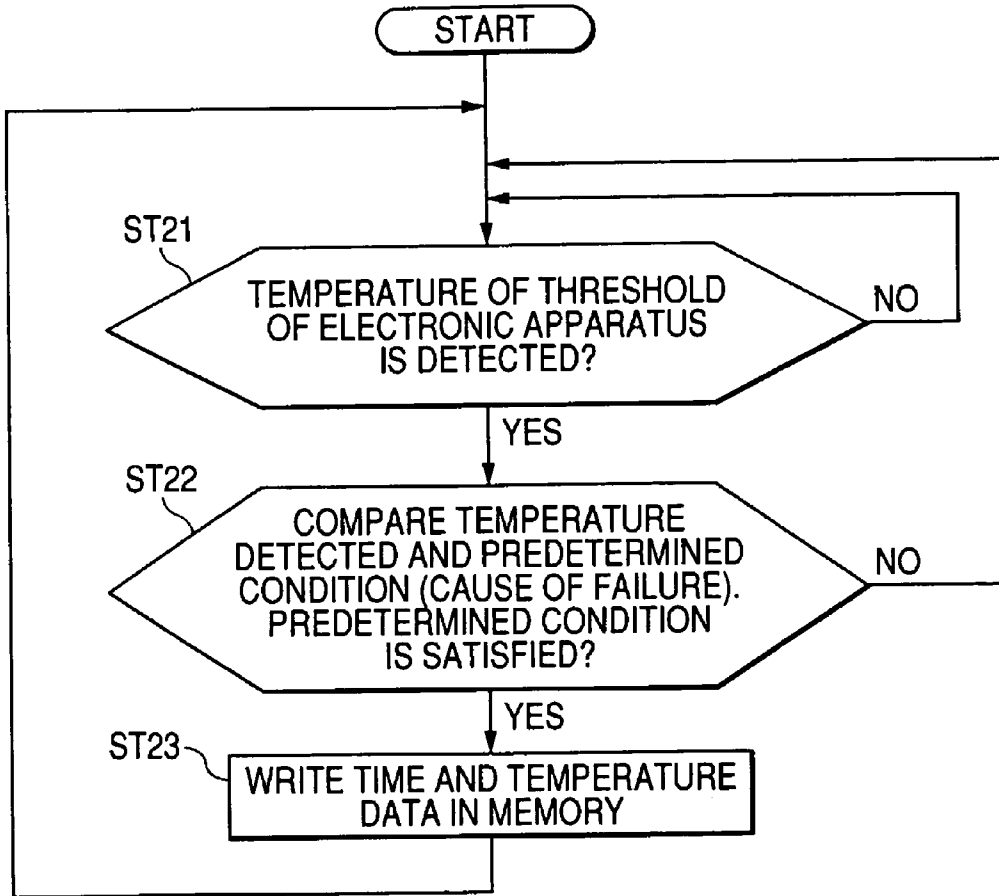 START
ST21
TEMPERATURE OF THRESHOLD
OF ELECTRONIC APPARATUS
IS DETECTED?
NO
YES
ST22
COMPARE TEMPERATURE
DETECTED AND PREDETERMINED
CONDITION (CAUSE OF FAILURE).
PREDETERMINED CONDITION
IS SATISFIED?
NO
YES
ST23
WRITE TIME AND TEMPERATURE
DATA IN MEMORY